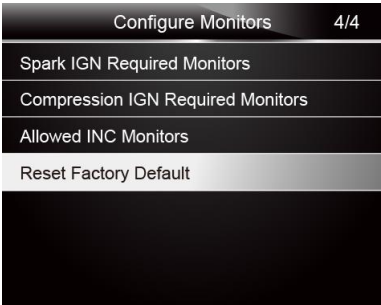 Configure Monitors 4/4
Spark IGN Required Monitors
Compression IGN Required Monitors
Allowed INC Monitors
Reset Factory Default